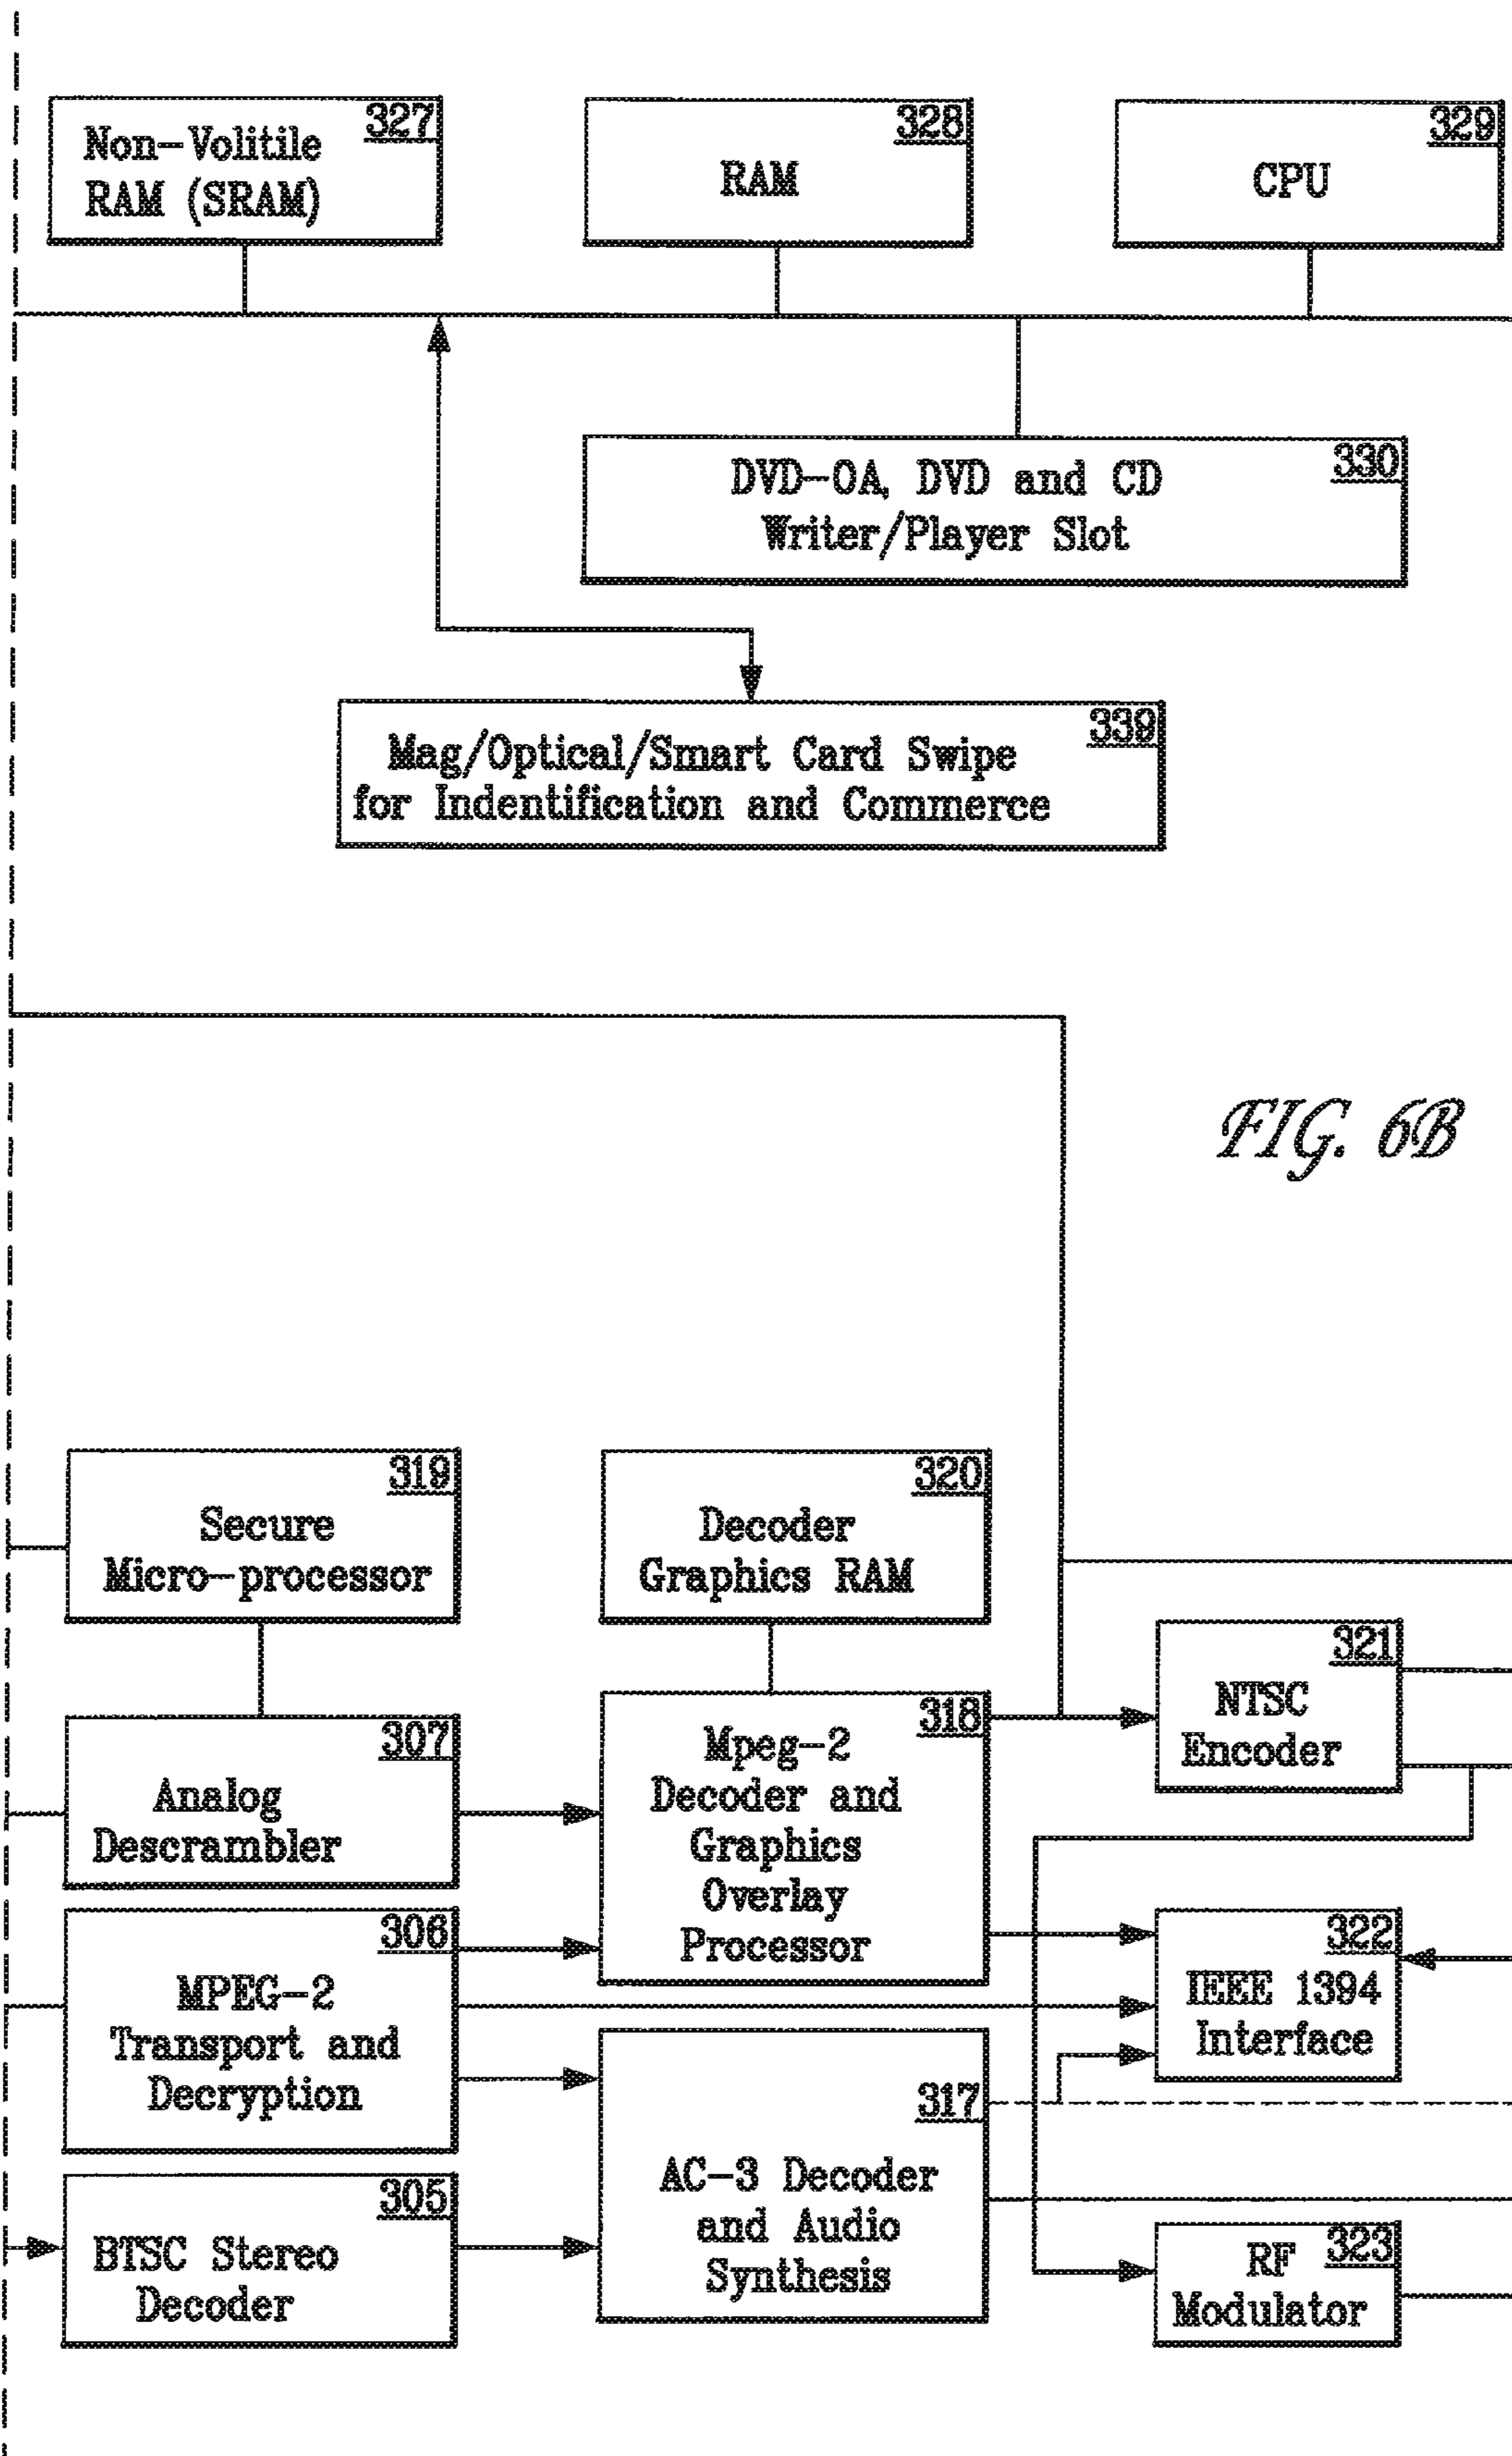 327
Non-Volitile
RAM (SRAM)
328
RAM
329
CPU
330
DVD-OA, DVD and CD
Writer/Player Slot
339
Mag/Optical/Smart Card Swipe
for Indentification and Commerce
FIG. 6B
319
Secure
Micro-processor
320
Decoder
Graphics RAM
321
NTSC
Encoder
307
Analog
Descrambler
318
Mpeg-2
Decoder and
Graphics
Overlay
Processor
306
MPEG-2
Transport and
Decryption
322
IEEE 1394
Interface
317
AC-3 Decoder
and Audio
Synthesis
305
BTSC Stereo
Decoder
323
RF
Modulator